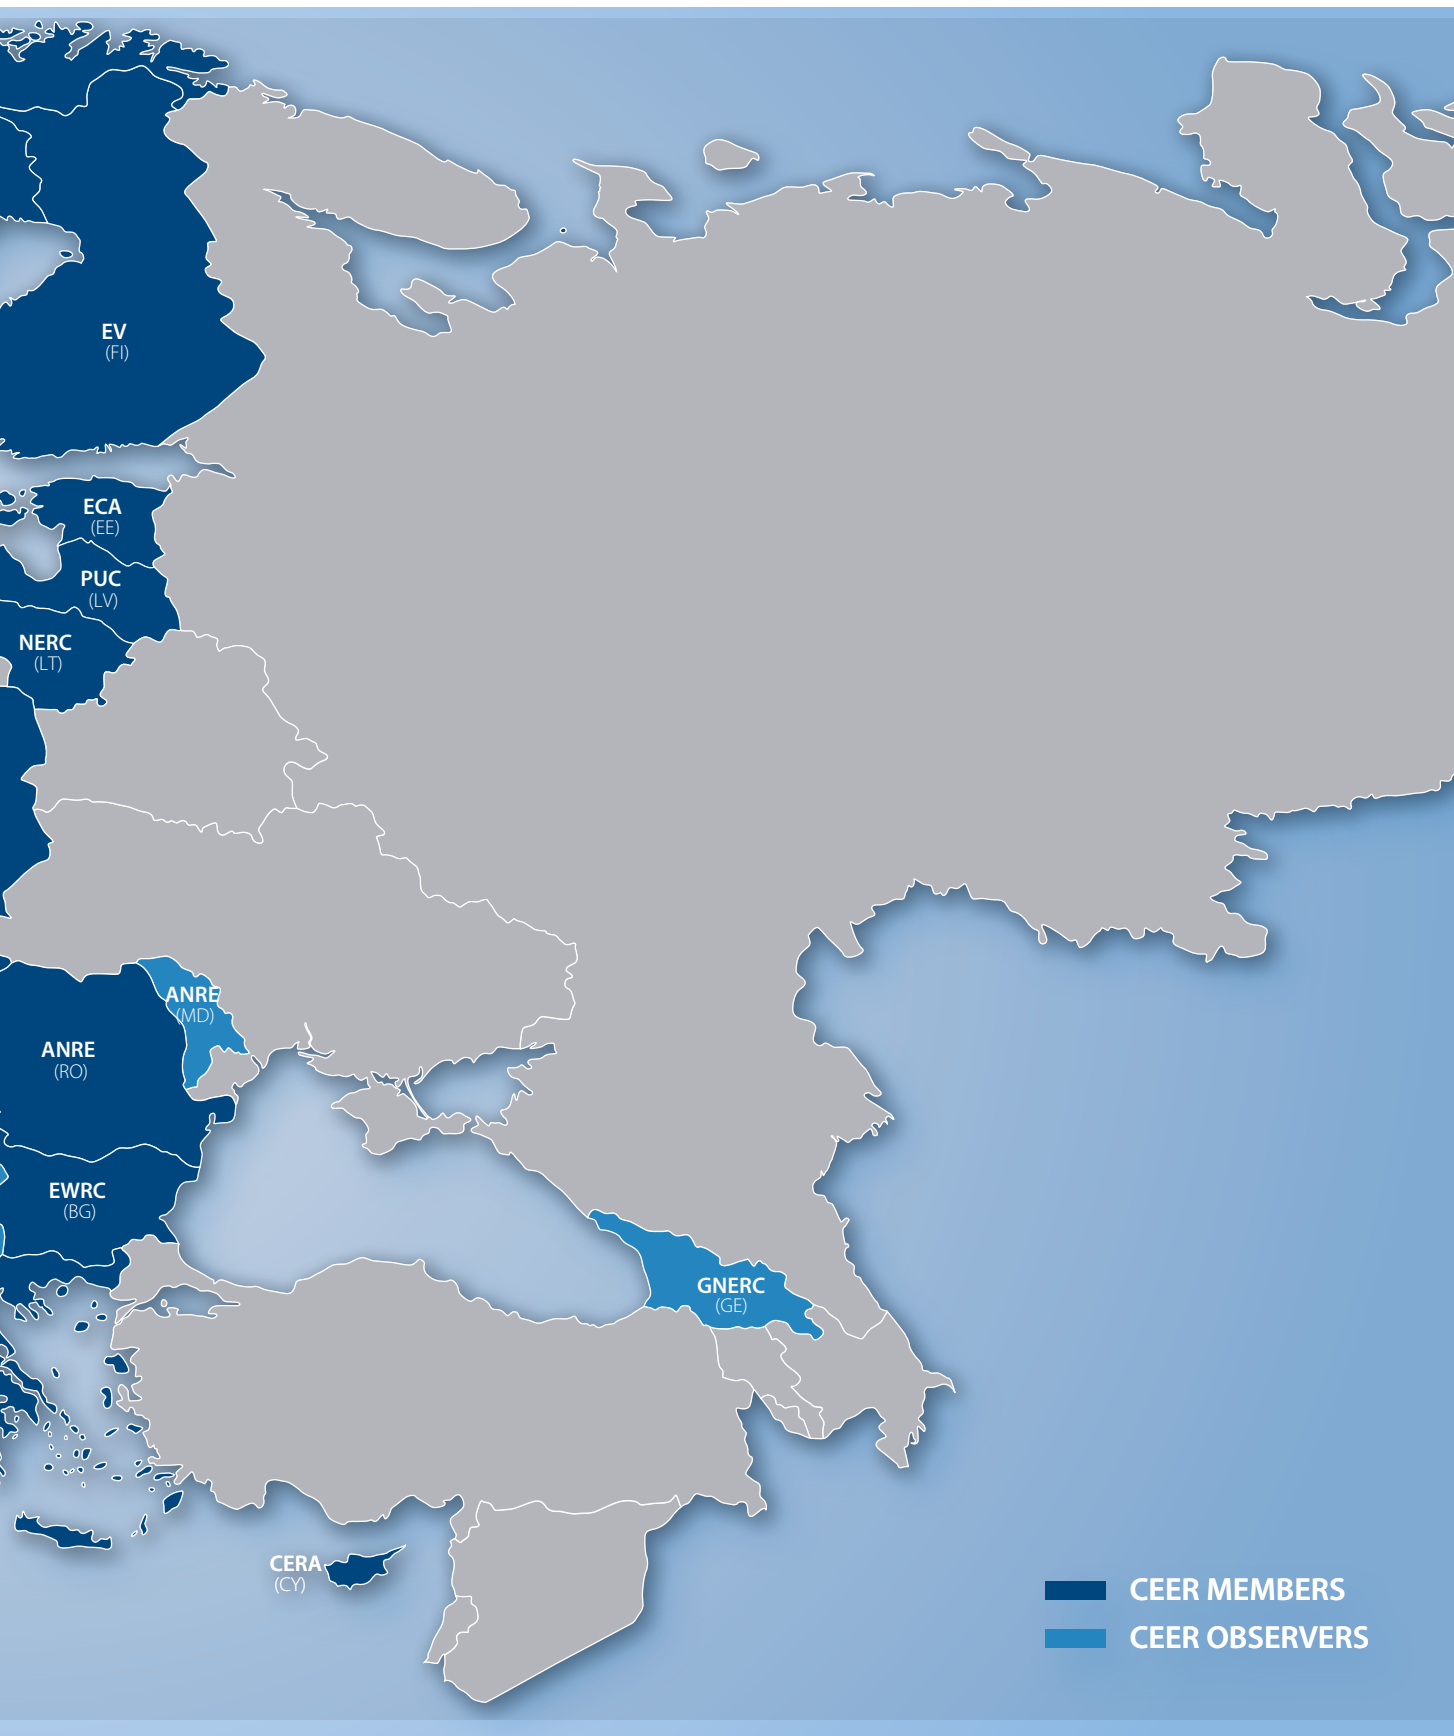 EV
(FI)
ECA
(EE)
PUC
(LV)
NERC
(LT)
ANRE
(MD)
ANRE
(RO)
EWRC
(BG)
GNERC
(GE)
CERA
(CY)
CEER MEMBERS
CEER OBSERVERS